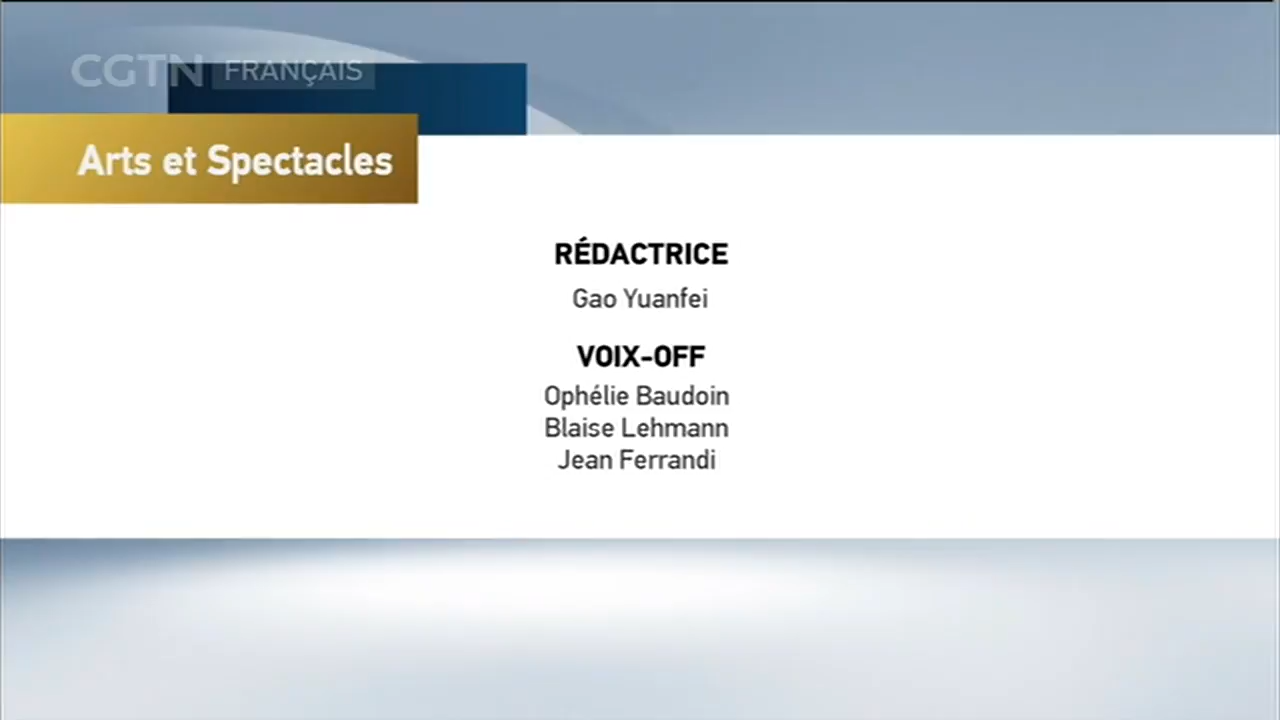 CGTN FRANÇAIS
Arts et Spectacles
RÉDACTRICE
Gao Yuanfei
VOIX-OFF
Ophélie Baudoin
Blaise Lehmann
Jean Ferrandi